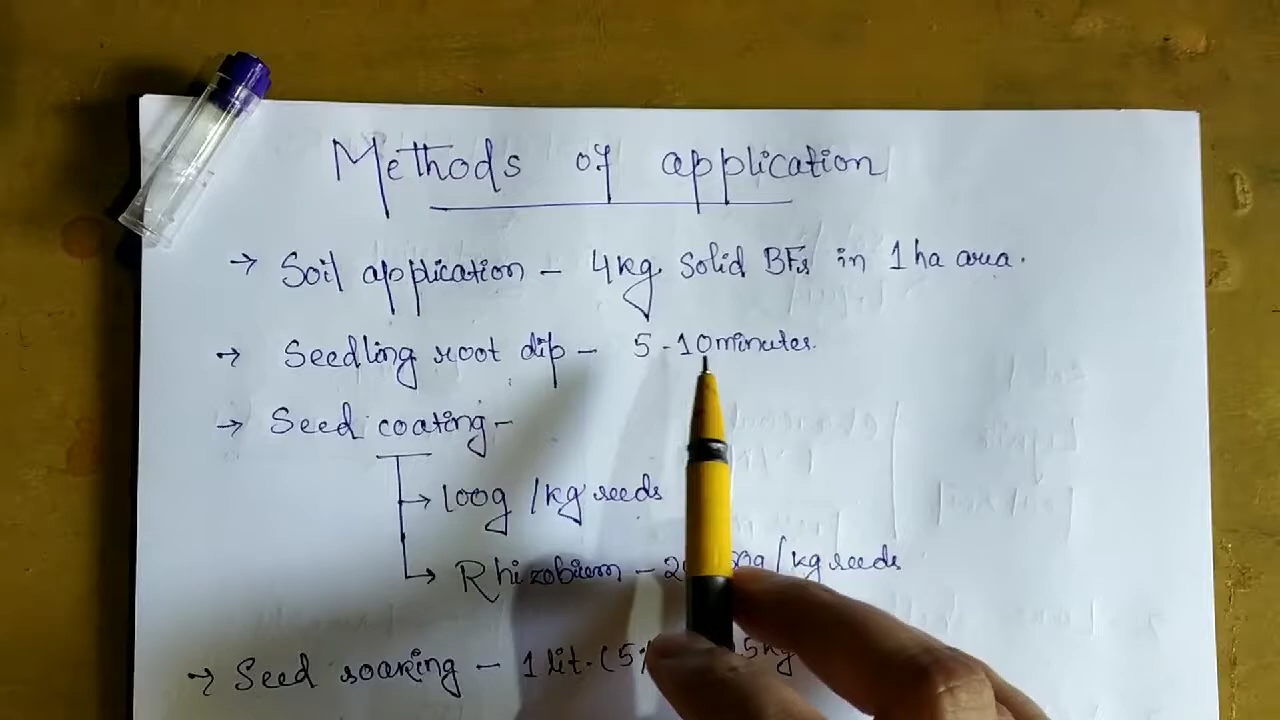 Methods of application
→ Soil application - 4kg solid BFs in 1 ha area.
→ Seedling root dip - 5-10 minutes.
→ Seed coating -
→ 100g /kg seeds
→ Rhizobium - /kg seeds
→ Seed soaking - 1 lit. (5%